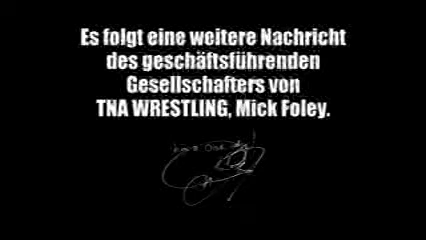 Es folgt eine weitere Nachricht
des geschäftsführenden
Gesellschafters von
TNA WRESTLING, Mick Foley.